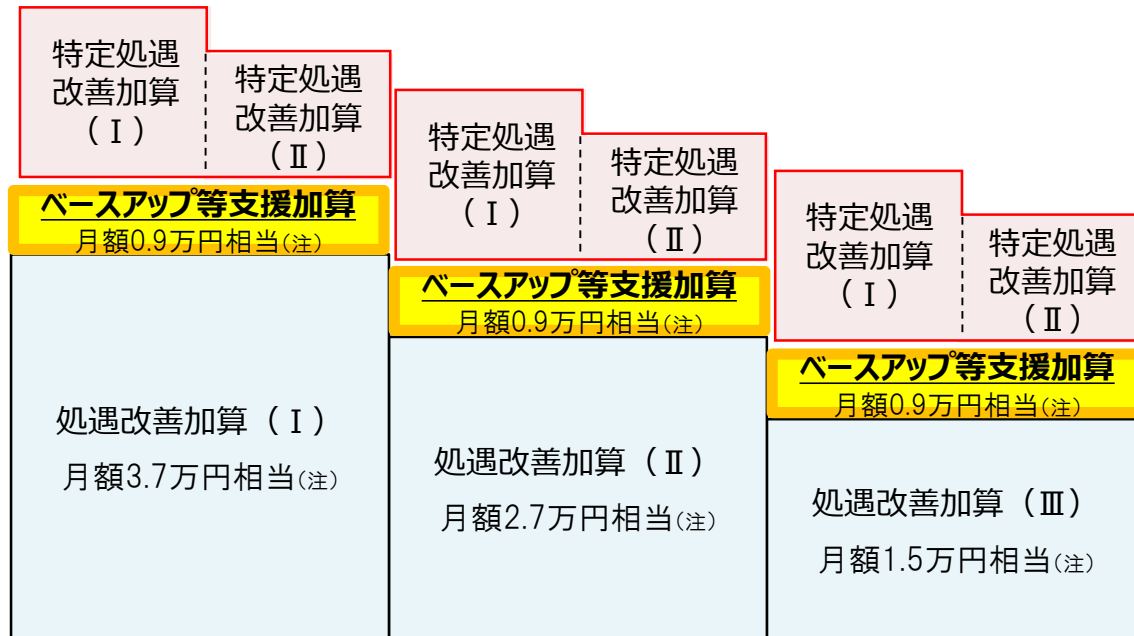 特定処遇
改善加算
（Ⅰ）
特定処遇
改善加算
（Ⅱ）
ベースアップ等支援加算
月額0.9万円相当(注)
処遇改善加算（Ⅰ）
月額3.7万円相当(注)
特定処遇
改善加算
（Ⅰ）
特定処遇
改善加算
（Ⅱ）
ベースアップ等支援加算
月額0.9万円相当(注)
処遇改善加算（Ⅱ）
月額2.7万円相当(注)
特定処遇
改善加算
（Ⅰ）
特定処遇
改善加算
（Ⅱ）
ベースアップ等支援加算
月額0.9万円相当(注)
処遇改善加算（Ⅲ）
月額1.5万円相当(注)